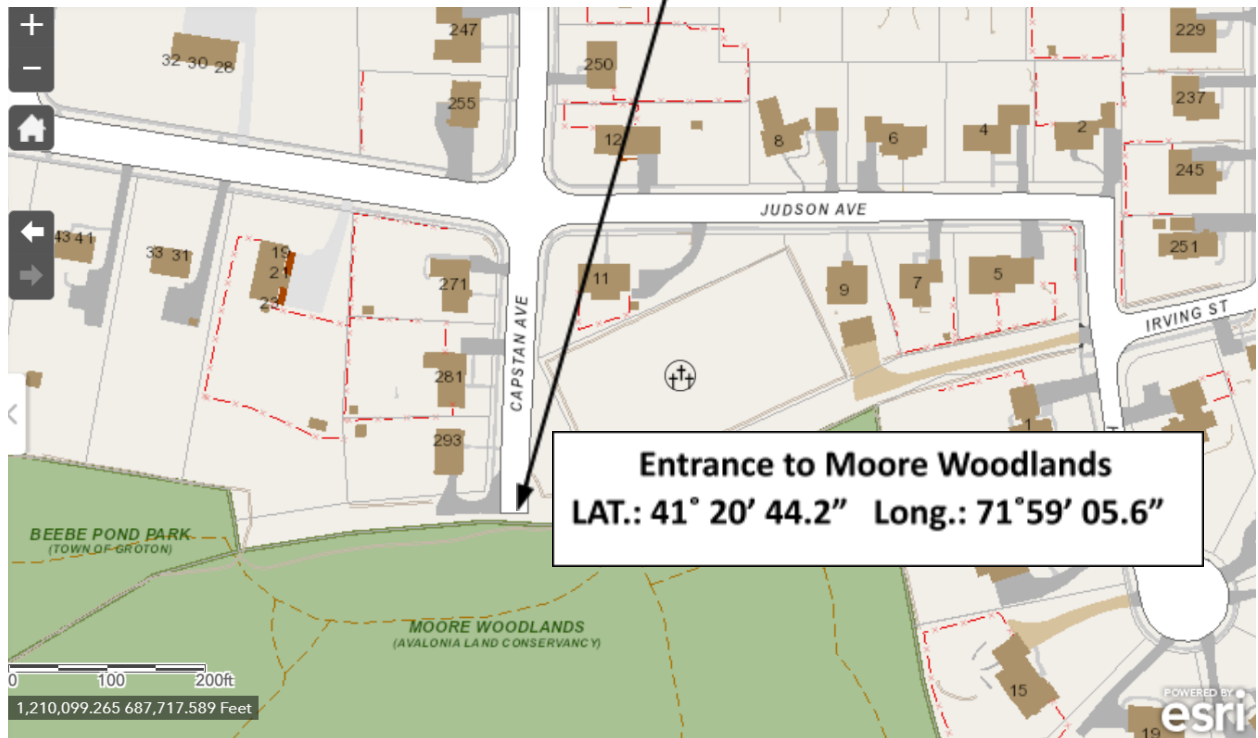 +
−
247
32 30 28
250
229
255
237
12
8
6
4
2
245
JUDSON AVE
43 41
33 31
19
21
23
271
11
9
7
5
251
IRVING ST
CAPSTAN AVE
281
293
1
Entrance to Moore Woodlands
LAT.: 41˚ 20’ 44.2” Long.: 71˚59’ 05.6”
BEEBE POND PARK
(TOWN OF GROTON)
MOORE WOODLANDS
(AVALONIA LAND CONSERVANCY)
0 100 200ft
1,210,099.265 687,717.589 Feet
15
19
POWERED BY
esri